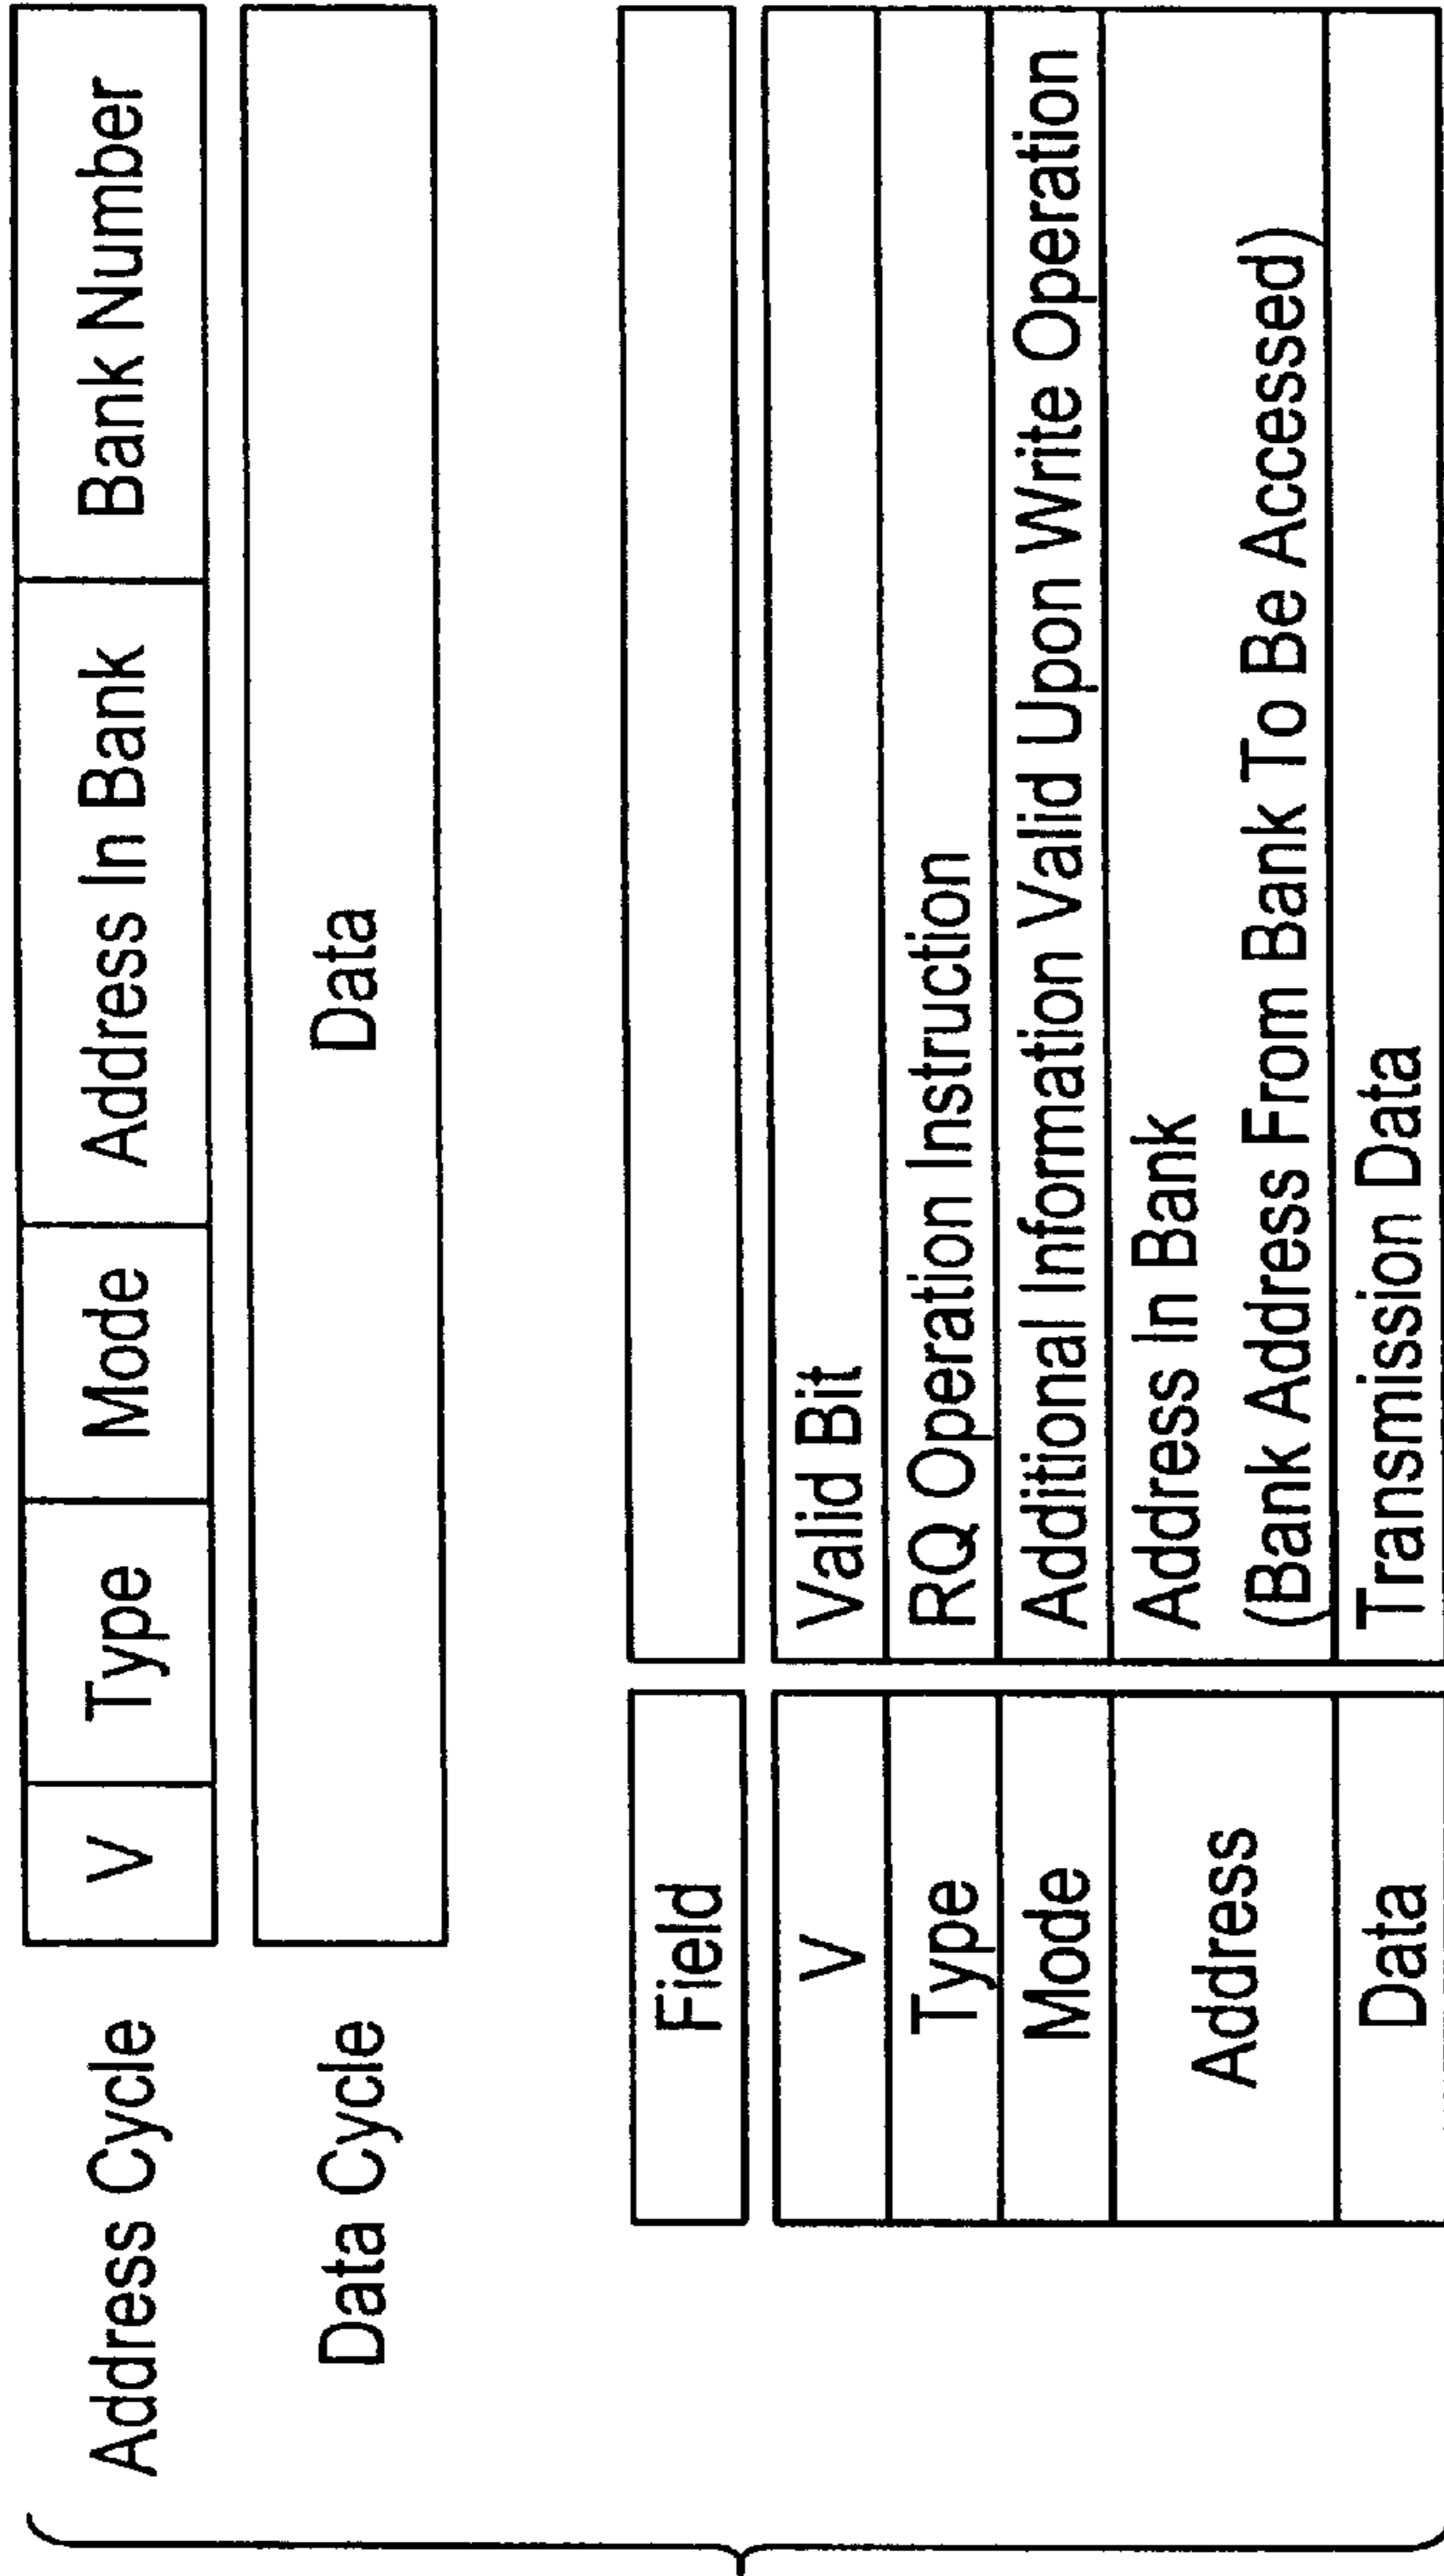 Address Cycle V Type Mode Address In Bank Bank Number
Data Cycle Data
Field
V Valid Bit
Type RQ Operation Instruction
Mode Additional Information Valid Upon Write Operation
Address Address In Bank
(Bank Address From Bank To Be Accessed)
Data Transmission Data